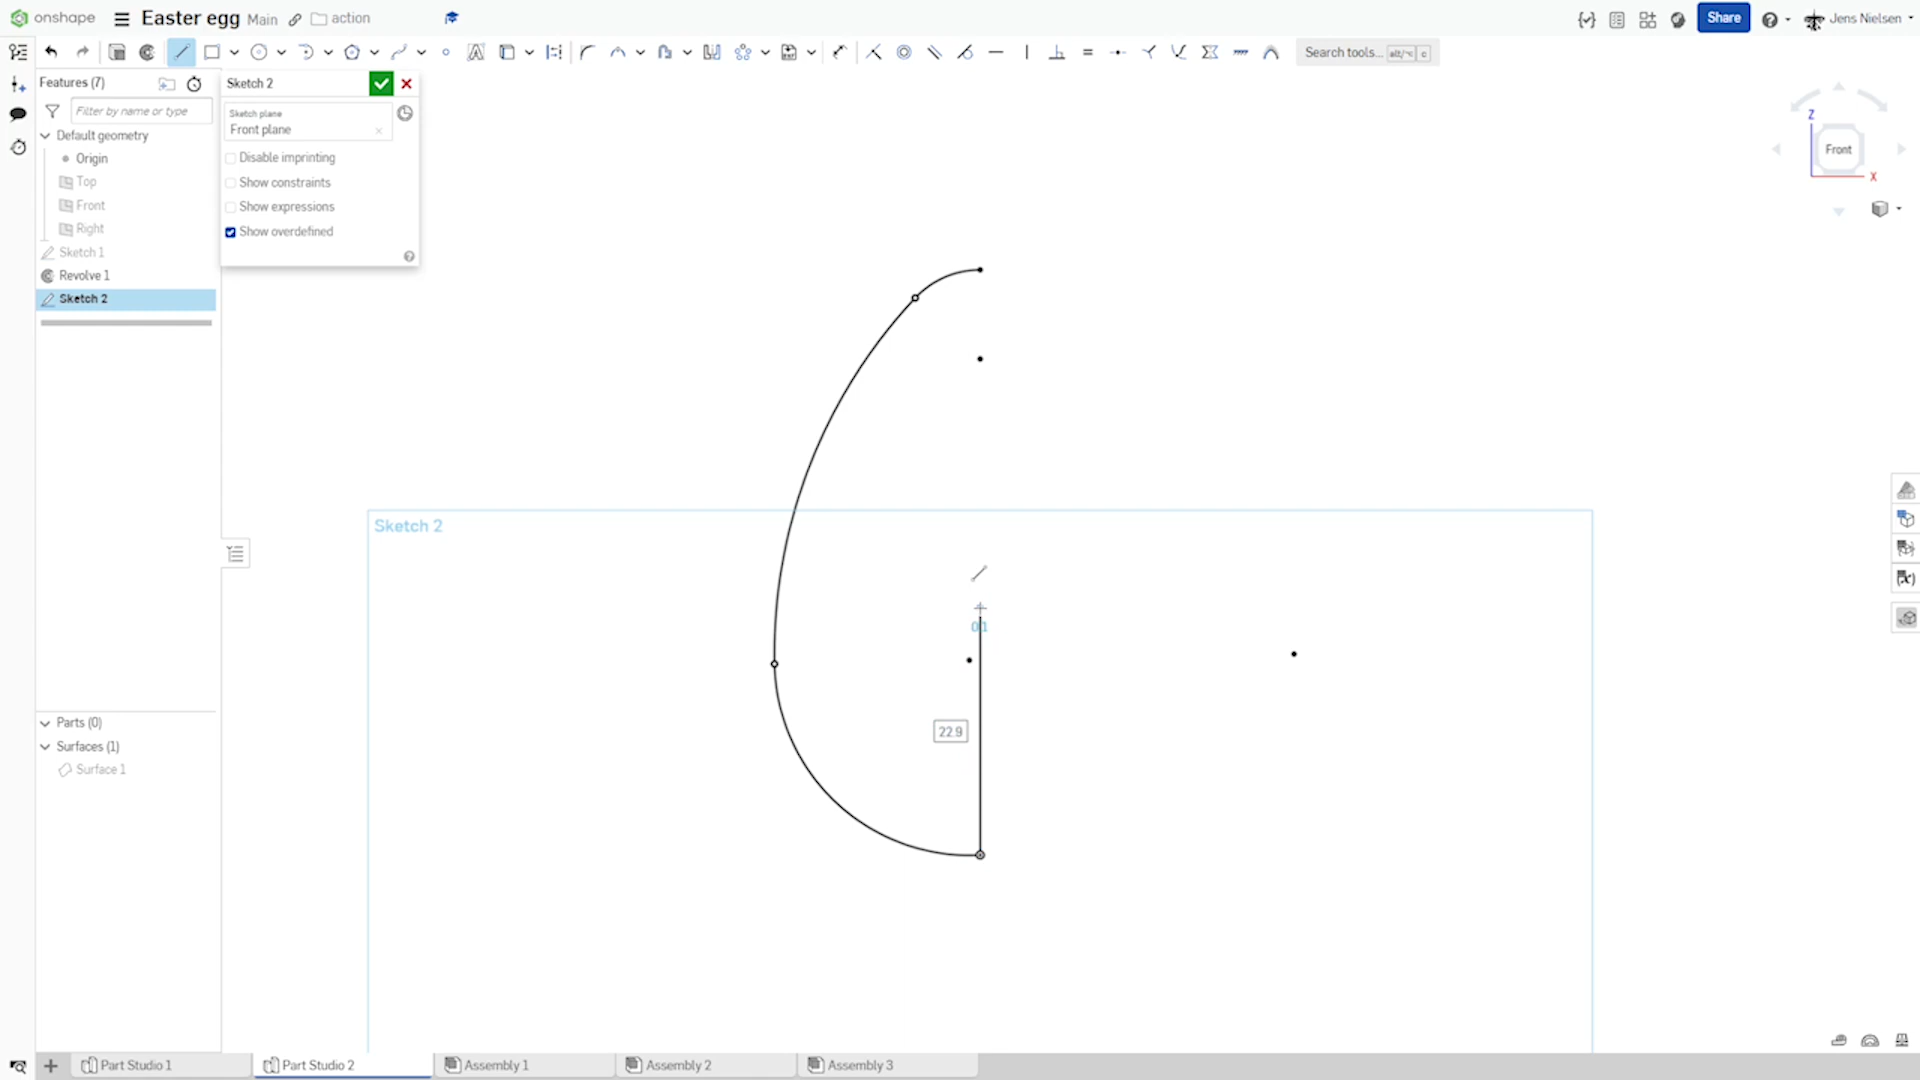 onshape Easter egg Main action Share Jens Nielsen
Search tools... alt/⌥ c
Features (7)
Filter by name or type
Default geometry
Origin
Top
Front
Right
Sketch 1
Revolve 1
Sketch 2
Sketch 2
Sketch plane
Front plane
Disable imprinting
Show constraints
Show expressions
Show overdefined
Z
Front
X
Sketch 2
22.9
Parts (0)
Surfaces (1)
Surface 1
Part Studio 1 Part Studio 2 Assembly 1 Assembly 2 Assembly 3